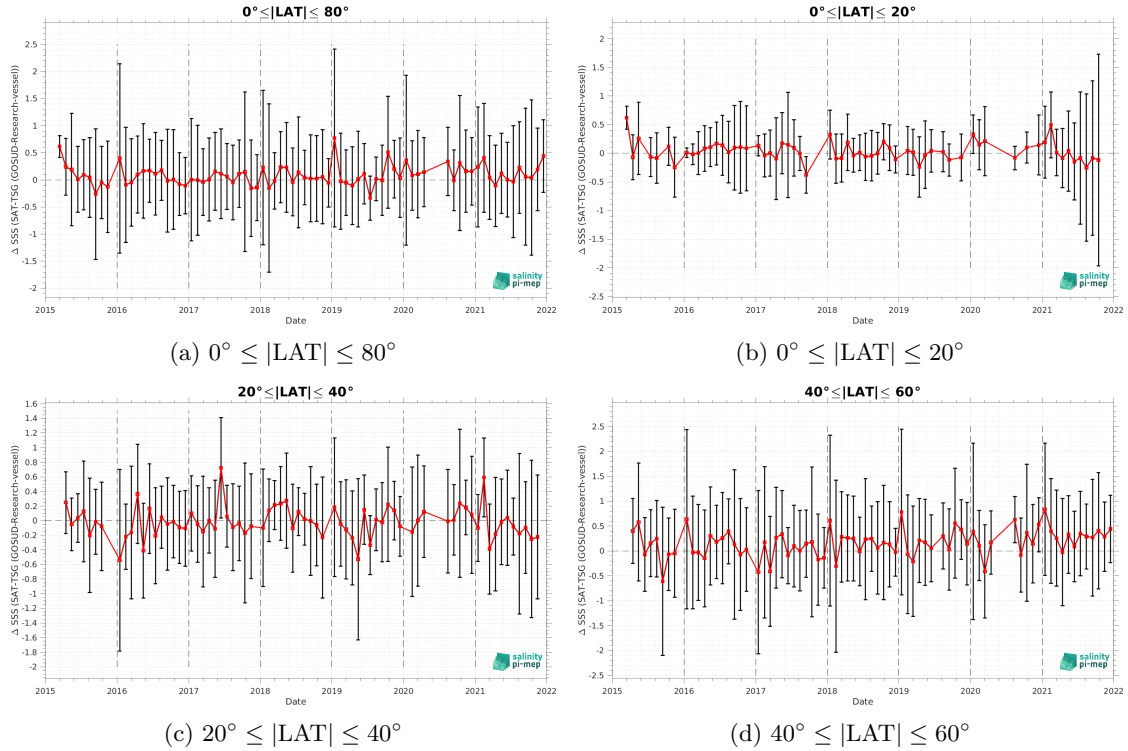 0°≤|LAT|≤ 80°
Δ SSS (SAT-TSG (GOSUD-Research-vessel))
2.5
2
1.5
1
0.5
0
-0.5
-1
-1.5
-2
2015 2016 2017 2018 2019 2020 2021 2022
Date
salinity
pi-mep
(a) 0° ≤ |LAT| ≤ 80°
0°≤|LAT|≤ 20°
Δ SSS (SAT-TSG (GOSUD-Research-vessel))
2
1.5
1
0.5
0
-0.5
-1
-1.5
-2
-2.5
2015 2016 2017 2018 2019 2020 2021 2022
Date
salinity
pi-mep
(b) 0° ≤ |LAT| ≤ 20°
20°≤|LAT|≤ 40°
Δ SSS (SAT-TSG (GOSUD-Research-vessel))
1.6
1.4
1.2
1
0.8
0.6
0.4
0.2
0
-0.2
-0.4
-0.6
-0.8
-1
-1.2
-1.4
-1.6
-1.8
-2
2015 2016 2017 2018 2019 2020 2021 2022
Date
salinity
pi-mep
(c) 20° ≤ |LAT| ≤ 40°
40°≤|LAT|≤ 60°
Δ SSS (SAT-TSG (GOSUD-Research-vessel))
2.5
2
1.5
1
0.5
0
-0.5
-1
-1.5
-2
-2.5
2015 2016 2017 2018 2019 2020 2021 2022
Date
salinity
pi-mep
(d) 40° ≤ |LAT| ≤ 60°